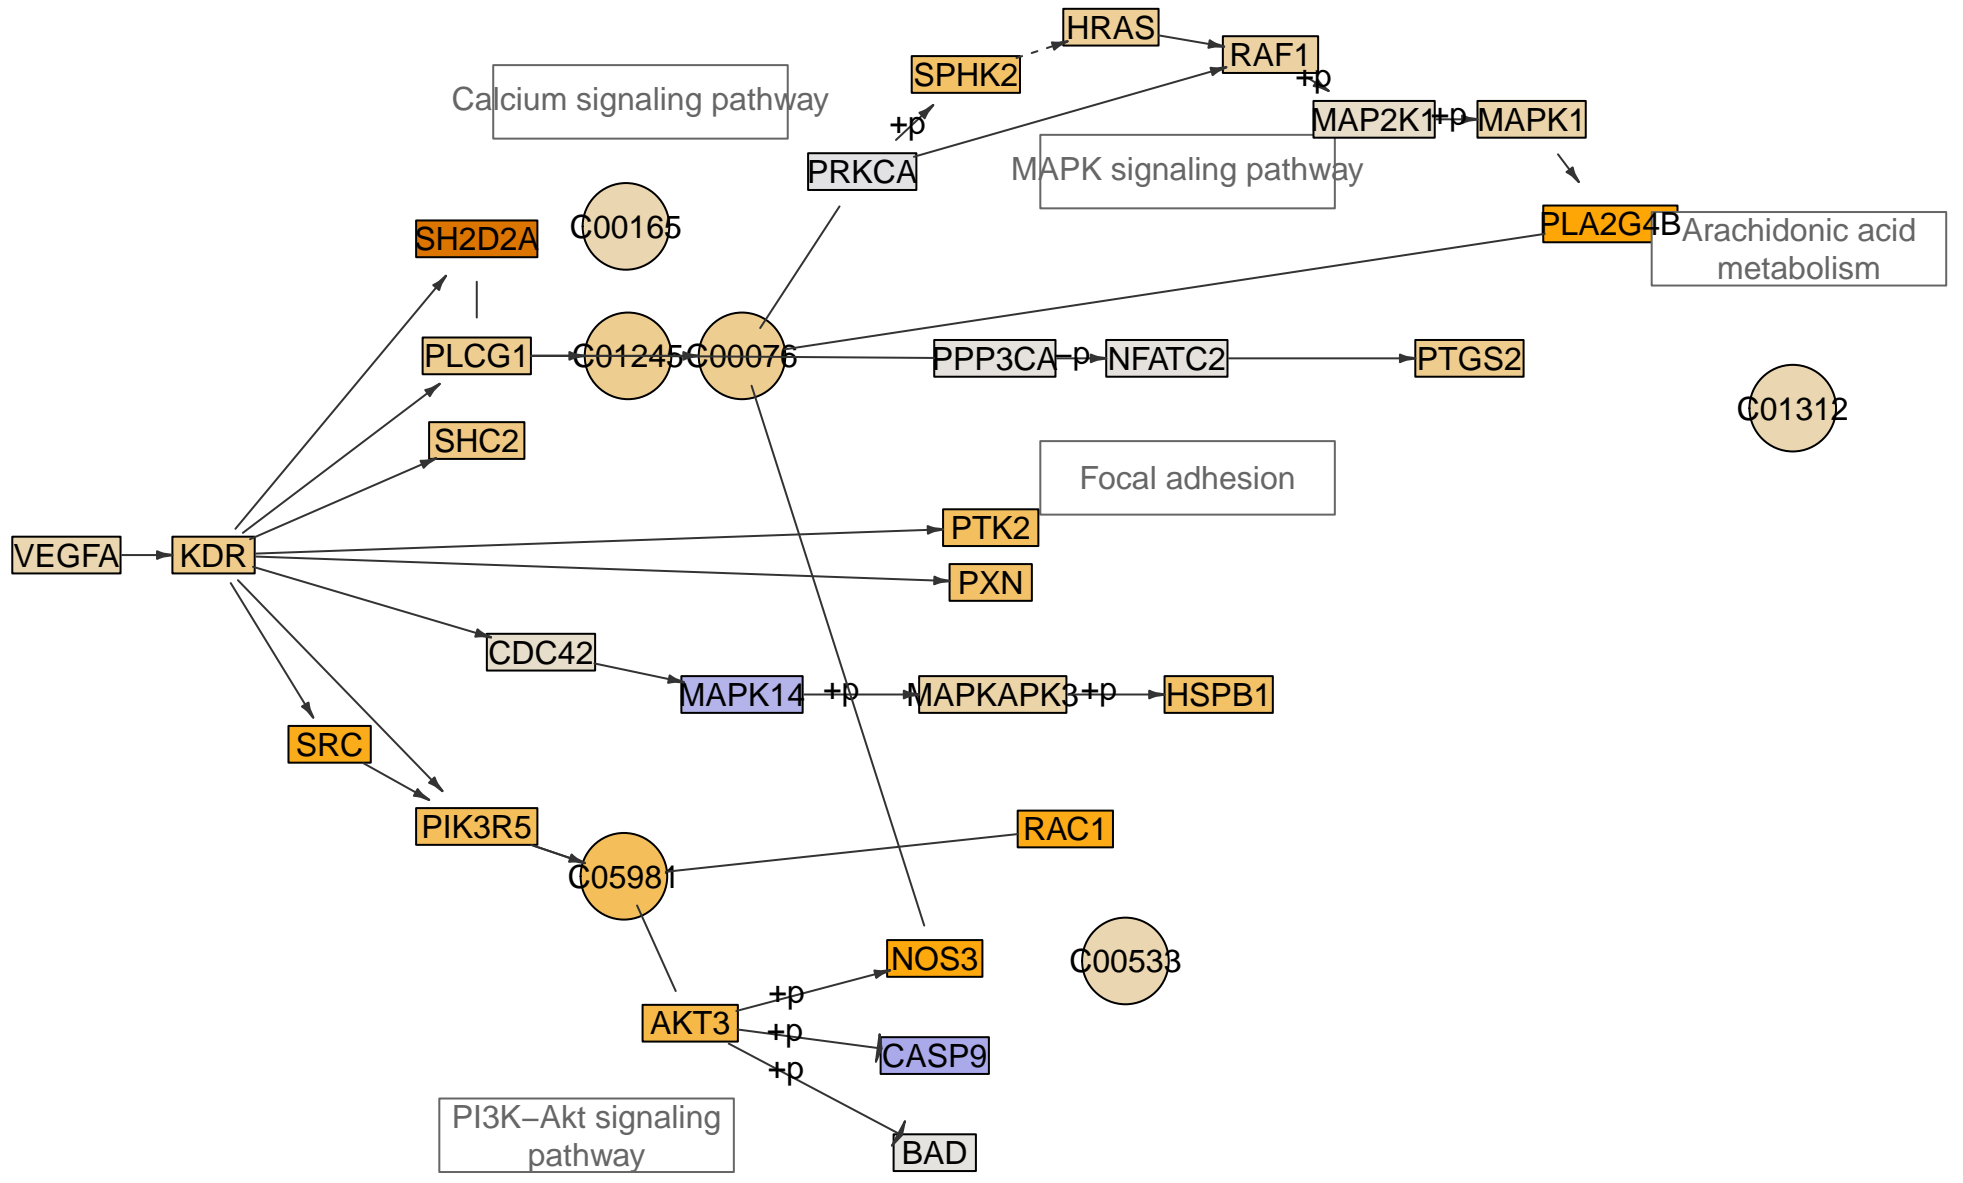 HRAS
RAF1
SPHK2
+p
Calcium signaling pathway
+p
MAP2K1
+p
MAPK1
PRKCA
MAPK signaling pathway
C00165
SH2D2A
PLA2G4B
Arachidonic acid
metabolism
PLCG1
C01245
C00076
PPP3CA
−p
NFATC2
PTGS2
C01312
SHC2
Focal adhesion
PTK2
VEGFA
KDR
PXN
CDC42
MAPK14
+p
MAPKAPK3
+p
HSPB1
SRC
PIK3R5
RAC1
C05981
NOS3
C00533
+p
AKT3
+p
CASP9
+p
PI3K−Akt signaling
pathway
BAD